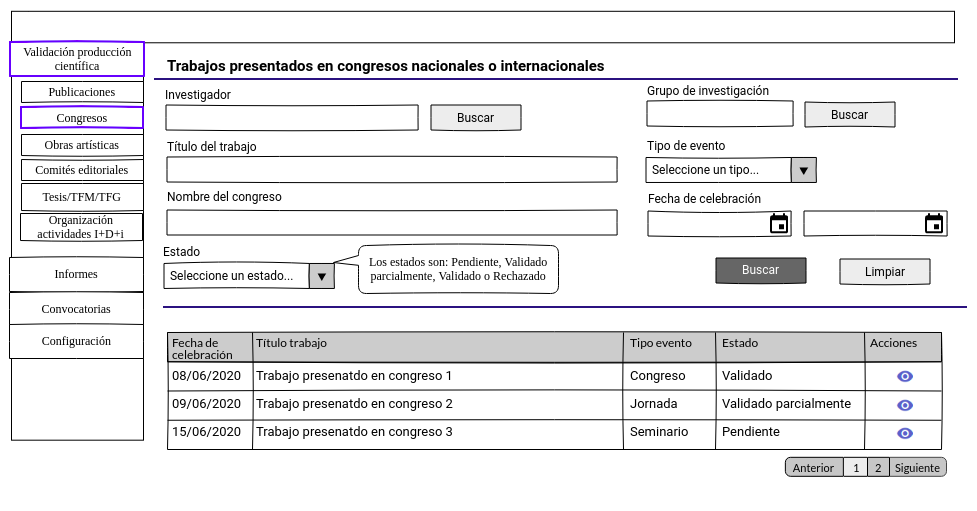 Validación producción
científica
Publicaciones
Congresos
Obras artísticas
Comités editoriales
Tesis/TFM/TFG
Organización
actividades I+D+i
Informes
Convocatorias
Configuración
Trabajos presentados en congresos nacionales o internacionales
Investigador
Buscar
Grupo de investigación
Buscar
Título del trabajo
Tipo de evento
Seleccione un tipo...
Nombre del congreso
Fecha de celebración
Estado
Seleccione un estado...
Los estados son: Pendiente, Validado
parcialmente, Validado o Rechazado
Buscar
Limpiar
Fecha de
celebración
Título trabajo
Tipo evento
Estado
Acciones
08/06/2020 Trabajo presenatdo en congreso 1 Congreso Validado
09/06/2020 Trabajo presenatdo en congreso 2 Jornada Validado parcialmente
15/06/2020 Trabajo presenatdo en congreso 3 Seminario Pendiente
Anterior 1 2 Siguiente